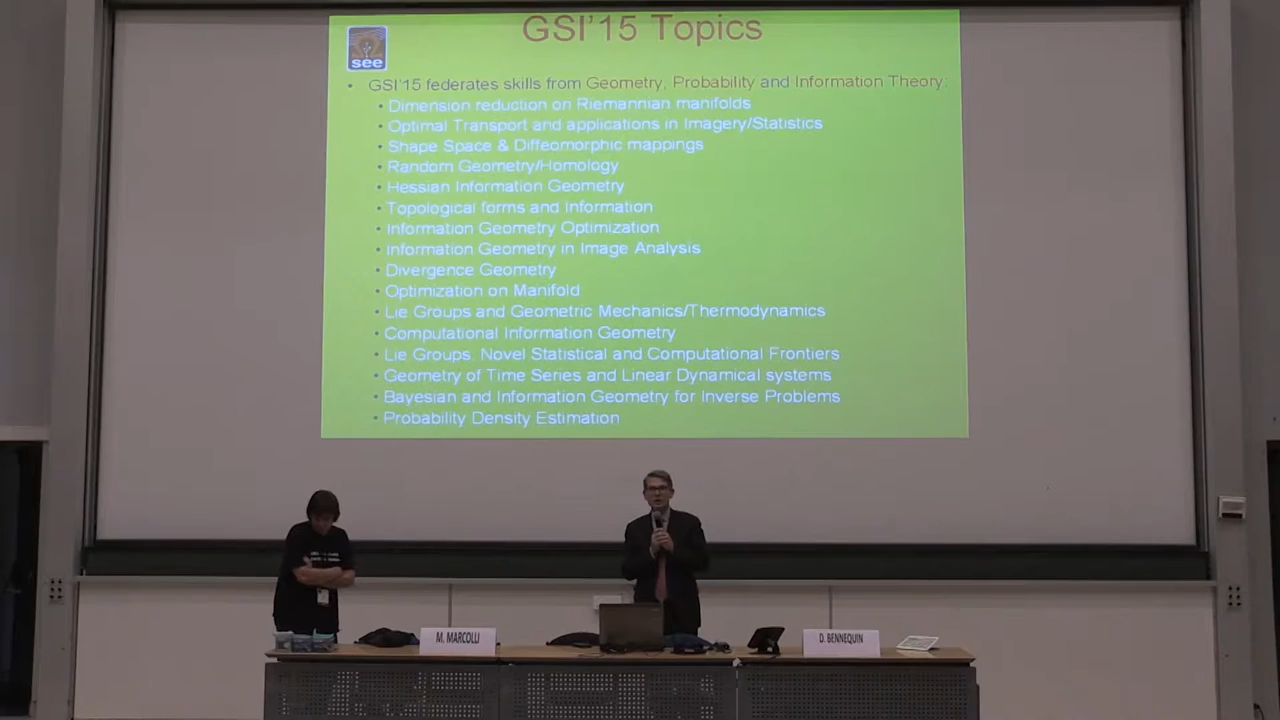 GSI'15 Topics
see
• GSI'15 federates skills from Geometry, Probability and Information Theory:
• Dimension reduction on Riemannian manifolds
• Optimal Transport and applications in Imagery/Statistics
• Shape Space & Diffeomorphic mappings
• Random Geometry/Homology
• Hessian Information Geometry
• Topological forms and Information
• Information Geometry Optimization
• Information Geometry in Image Analysis
• Divergence Geometry
• Optimization on Manifold
• Lie Groups and Geometric Mechanics/Thermodynamics
• Computational Information Geometry
• Lie Groups: Novel Statistical and Computational Frontiers
• Geometry of Time Series and Linear Dynamical systems
• Bayesian and Information Geometry for Inverse Problems
• Probability Density Estimation
M. MARCOLLI
D. BENNEQUIN